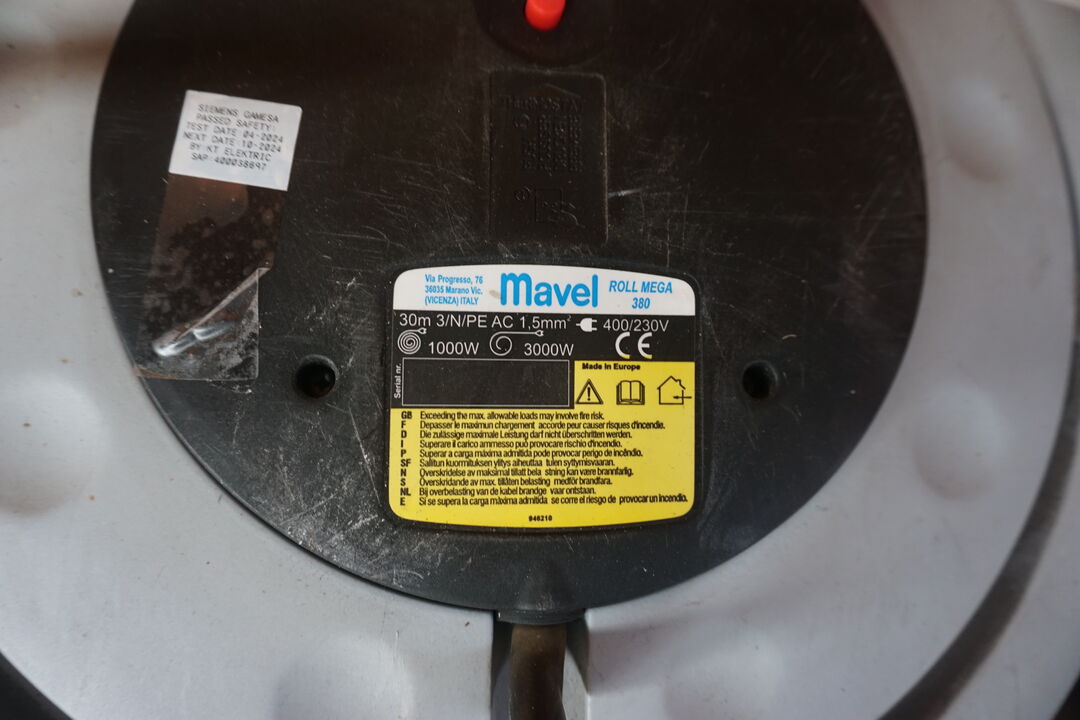 SIEMENS GAMESA
PASSED SAFETY:
TEST DATE 04-2024
NEXT DATE 10-2024
BY KT ELEKTRIC
SAP:400038697
THERMOSTAT
Via Progresso, 76
36035 Marano Vic.
(VICENZA) ITALY
mavel
ROLL MEGA
380
30m 3/N/PE AC 1,5mm² 400/230V
1000W 3000W CE
Serial nr.
Made in Europe
GB Exceeding the max. allowable loads may involve fire risk.
F Depasser le maximun chargement accorde peur causer risques d'incendie.
D Die zulässige maximale Leistung darf nicht überschritten werden.
I Superare il carico ammesso può provocare rischio d'incendio.
P Superar a carga máxima admitida pode provocar perigo de incêndio.
SF Sallitun kuormituksen ylitys aiheuttaa tulen syttymisvaaran.
N Overskridelse av maksimal tillatt bela stning kan være brannfarlig.
S Overskridande av max. tillåten belasting medför brandfara.
NL Bij overbelasting van de kabel brandge vaar ontstaan.
E Si se supera la carga máxima admitida se corre el riesgo de provocar un incendio.
946210